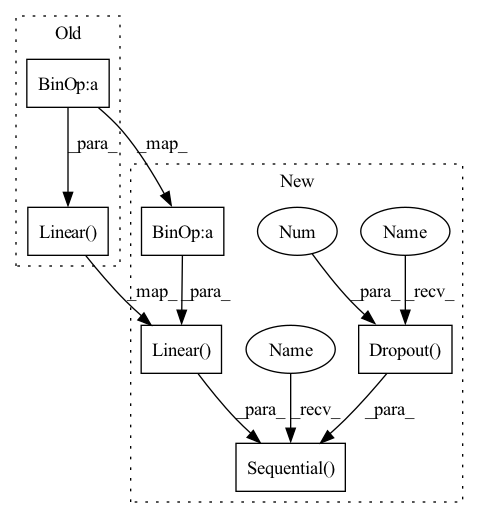 Old
BinOp:a
_para_
_map_
New
Linear()
BinOp:a
Num
Name
_map_
_para_
_para_
_recv_
Linear()
Name
Dropout()
_para_
_recv_
_para_
Sequential()